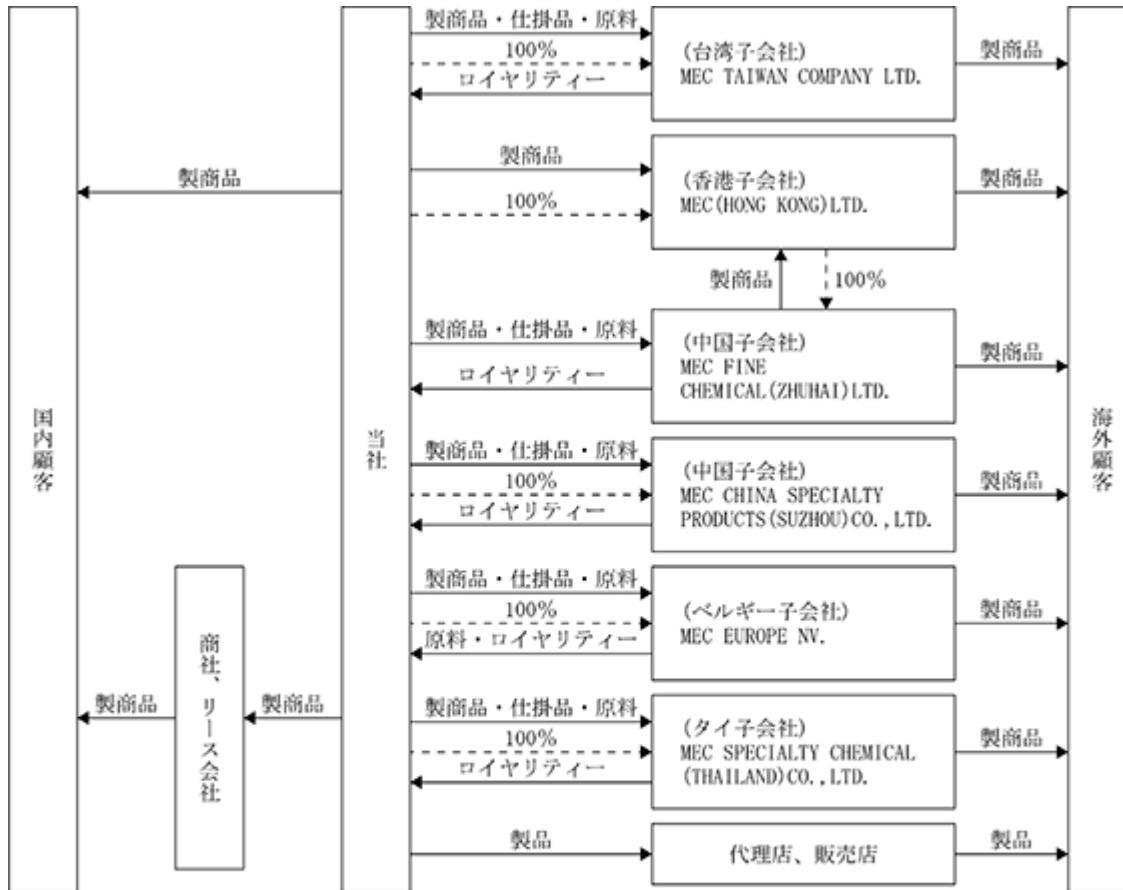 製商品・仕掛品・原料
100%
ロイヤリティー
(台湾子会社)
MEC TAIWAN COMPANY LTD.
製商品
製商品
製商品
100%
(香港子会社)
MEC(HONG KONG)LTD.
製商品
製商品
100%
製商品・仕掛品・原料
ロイヤリティー
(中国子会社)
MEC FINE
CHEMICAL(ZHUHAI)LTD.
製商品
国内顧客
当社
海外顧客
製商品・仕掛品・原料
100%
ロイヤリティー
(中国子会社)
MEC CHINA SPECIALTY
PRODUCTS(SUZHOU)CO.,LTD.
製商品
製商品・仕掛品・原料
100%
原料・ロイヤリティー
(ベルギー子会社)
MEC EUROPE NV.
製商品
製商品
商社、リース会社
製商品
製商品・仕掛品・原料
100%
ロイヤリティー
(タイ子会社)
MEC SPECIALTY CHEMICAL
(THAILAND)CO.,LTD.
製商品
製品
代理店、販売店
製品